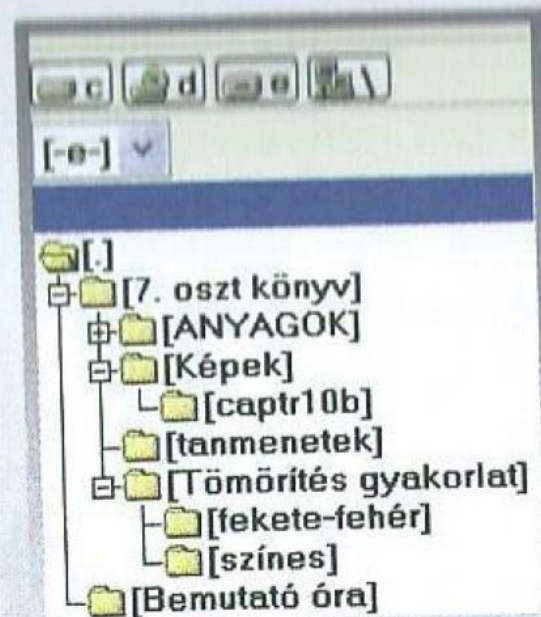 c d e \
[-e-]
[.]
[7. oszt könyv]
[ANYAGOK]
[Képek]
[captr10b]
[tanmenetek]
[Tömörítés gyakorlat]
[fekete-fehér]
[színes]
[Bemutató óra]